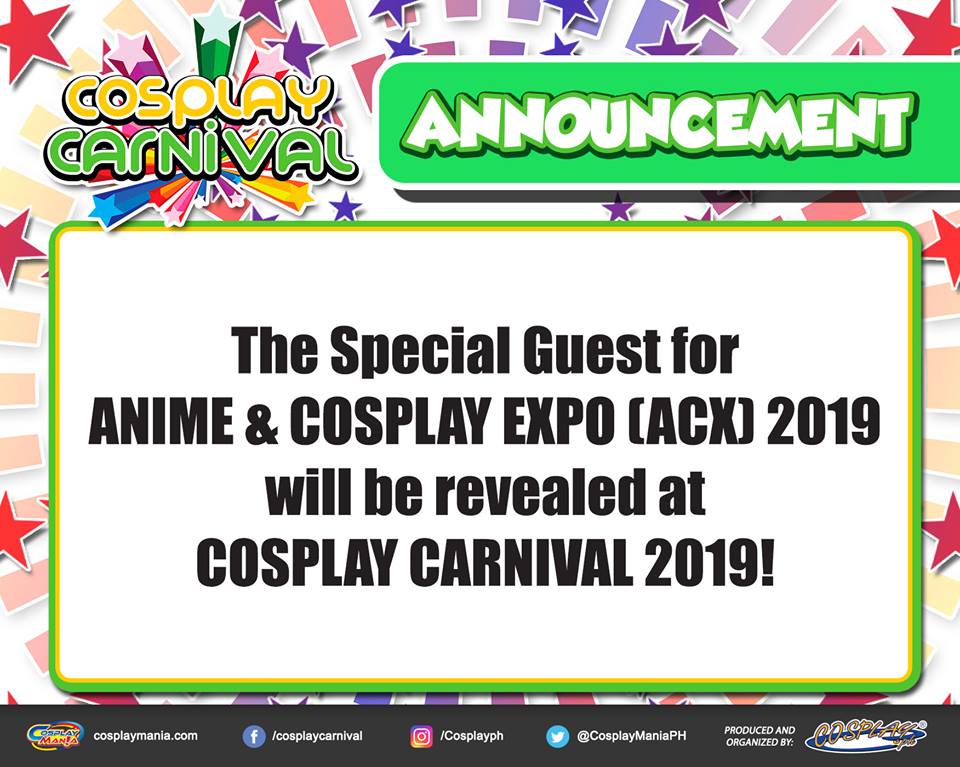 COSPLAY
CARNiVAL
ANNOUNCEMENT
The Special Guest for
ANIME & COSPLAY EXPO (ACX) 2019
will be revealed at
COSPLAY CARNIVAL 2019!
COSPLAY
MANIA
cosplaymania.com
/cosplaycarnival
/Cosplayph
@CosplayManiaPH
PRODUCED AND
ORGANIZED BY:
COSPLAY®